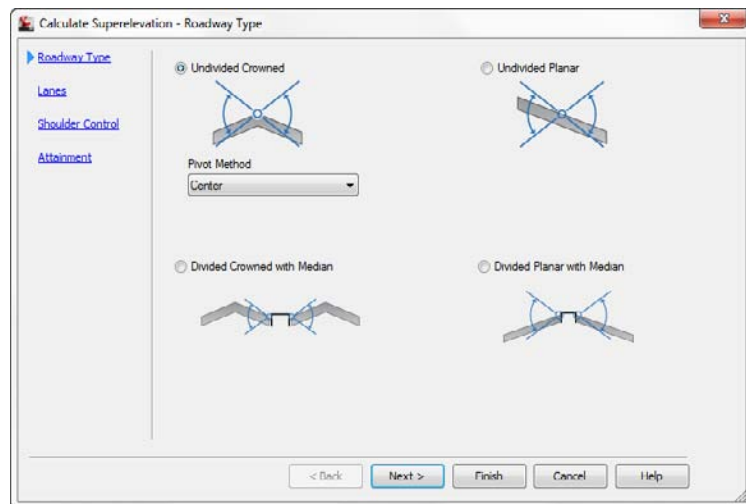 Calculate Superelevation - Roadway Type
Roadway Type
Lanes
Shoulder Control
Attainment
Undivided Crowned
Undivided Planar
Pivot Method
Center
Divided Crowned with Median
Divided Planar with Median
< Back
Next >
Finish
Cancel
Help